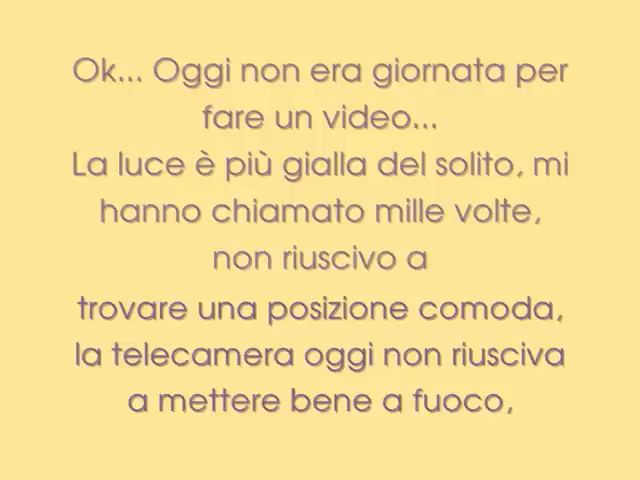 Ok... Oggi non era giornata per
fare un video...
La luce è più gialla del solito, mi
hanno chiamato mille volte,
non riuscivo a
trovare una posizione comoda,
la telecamera oggi non riusciva
a mettere bene a fuoco,